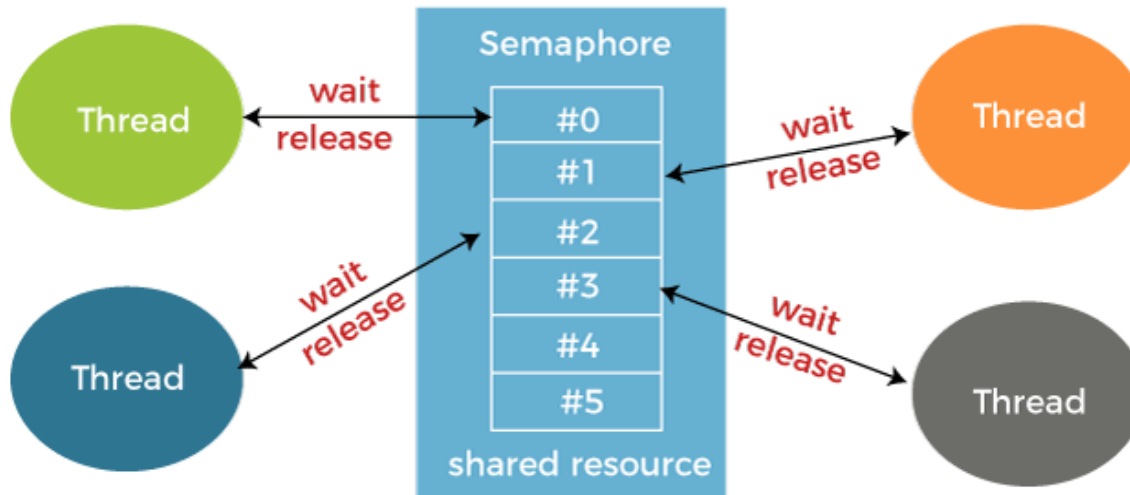 Semaphore
Thread
wait
release
#0
#1
#2
#3
#4
#5
wait
release
Thread
Thread
wait
release
wait
release
Thread
shared resource